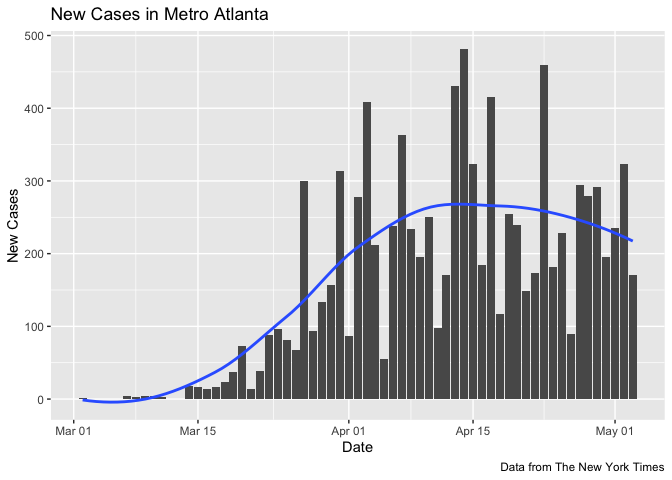 New Cases in Metro Atlanta
500
400
300
200
100
0
New Cases
Mar 01
Mar 15
Apr 01
Apr 15
May 01
Date
Data from The New York Times